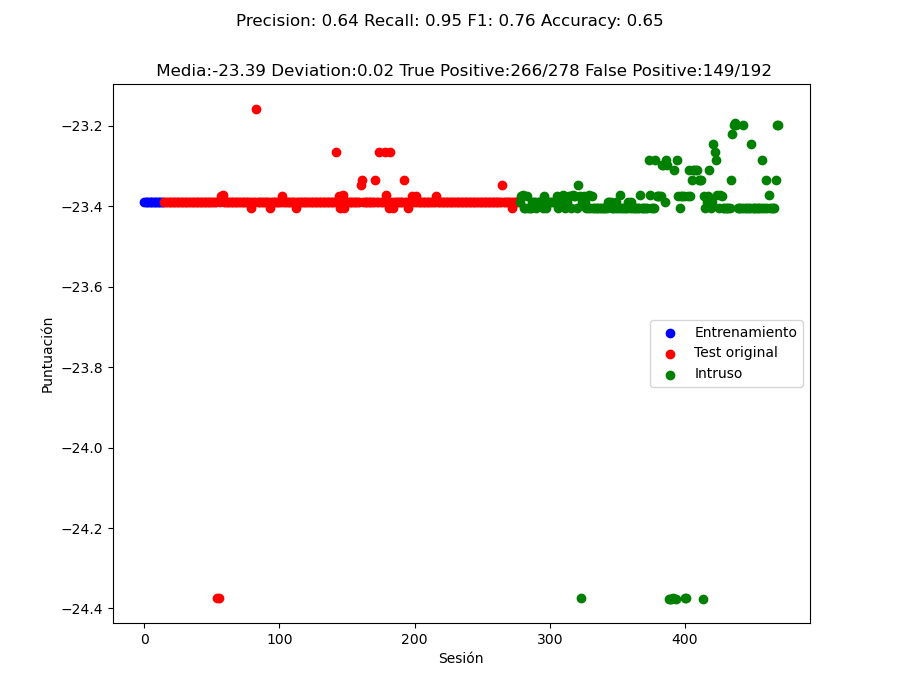 Precision: 0.64 Recall: 0.95 F1: 0.76 Accuracy: 0.65
Media:-23.39 Deviation:0.02 True Positive:266/278 False Positive:149/192
−23.2
−23.4
−23.6
−23.8
−24.0
−24.2
−24.4
Puntuación
Entrenamiento
Test original
Intruso
0 100 200 300 400
Sesión